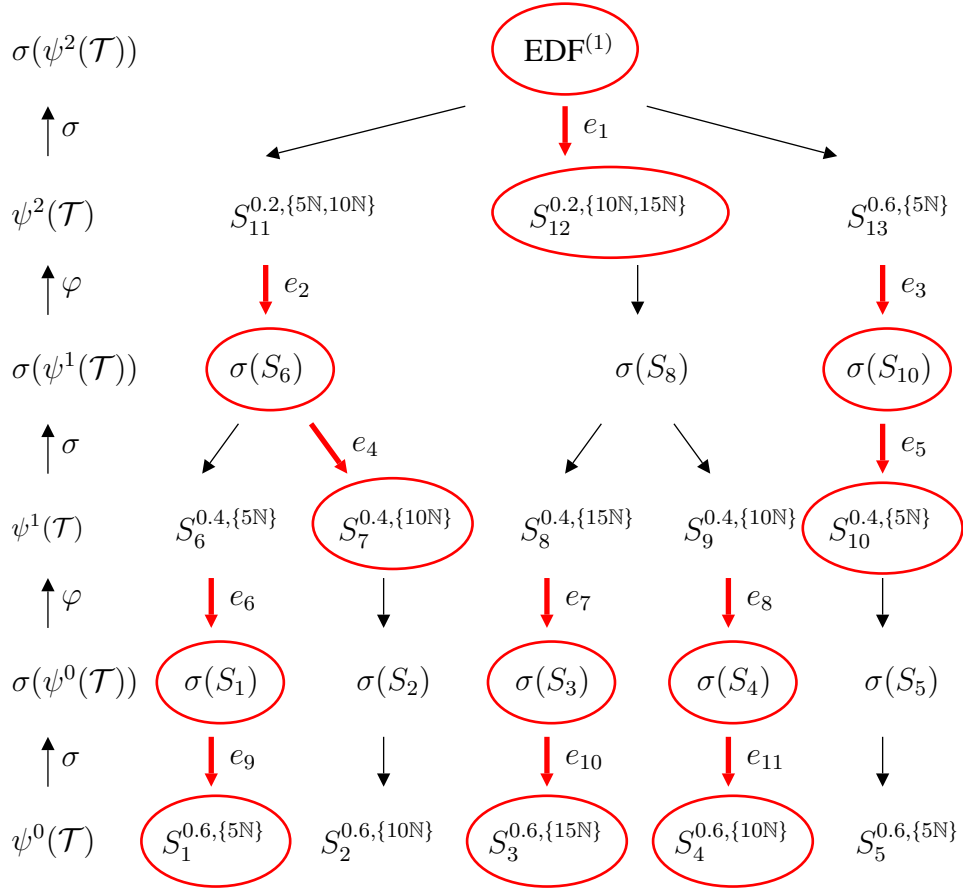 σ(ψ²(𝒯)) EDF⁽¹⁾
σ e₁
ψ²(𝒯) S₁₁^{0.2,{5ℕ,10ℕ}} S₁₂^{0.2,{10ℕ,15ℕ}} S₁₃^{0.6,{5ℕ}}
φ e₂ e₃
σ(ψ¹(𝒯)) σ(S₆) σ(S₈) σ(S₁₀)
σ e₄ e₅
ψ¹(𝒯) S₆^{0.4,{5ℕ}} S₇^{0.4,{10ℕ}} S₈^{0.4,{15ℕ}} S₉^{0.4,{10ℕ}} S₁₀^{0.4,{5ℕ}}
φ e₆ e₇ e₈
σ(ψ⁰(𝒯)) σ(S₁) σ(S₂) σ(S₃) σ(S₄) σ(S₅)
σ e₉ e₁₀ e₁₁
ψ⁰(𝒯) S₁^{0.6,{5ℕ}} S₂^{0.6,{10ℕ}} S₃^{0.6,{15ℕ}} S₄^{0.6,{10ℕ}} S₅^{0.6,{5ℕ}}